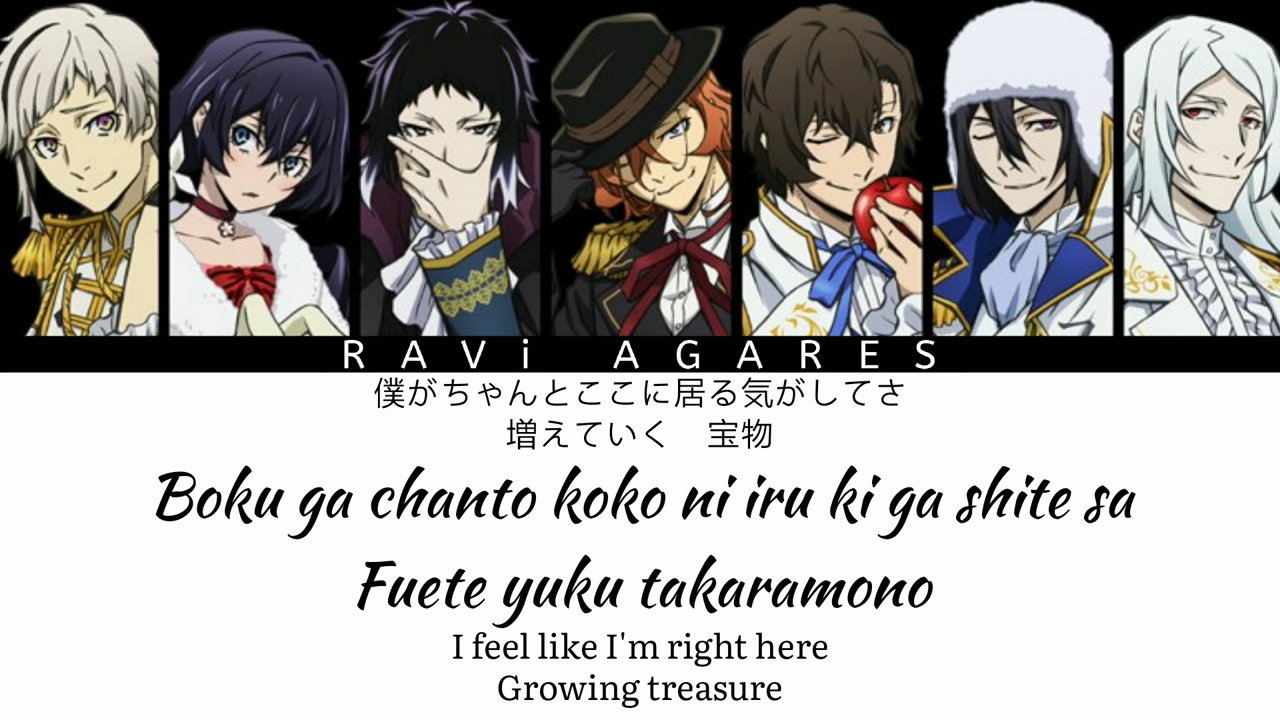 RAVi AGARES
僕がちゃんとここに居る気がしてさ
増えていく　宝物
Boku ga chanto koko ni iru ki ga shite sa
Fuete yuku takaramono
I feel like I'm right here
Growing treasure